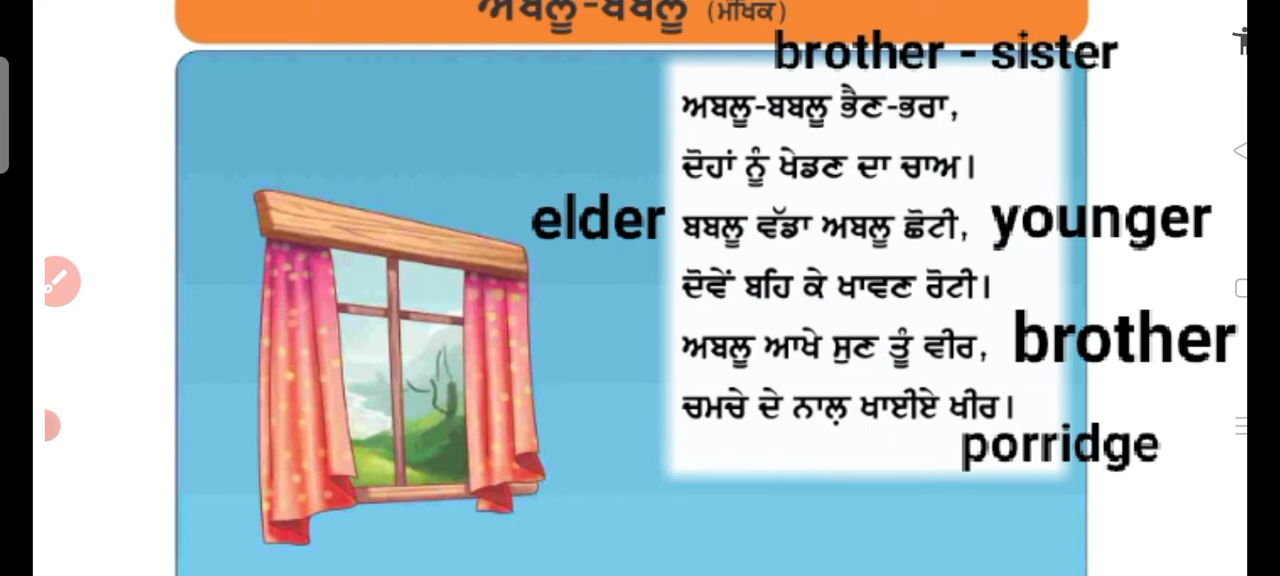 ਅਬਲੂ-ਬਬਲੂ (ਮੌਖਿਕ)
brother - sister
ਅਬਲੂ-ਬਬਲੂ ਭੈਣ-ਭਰਾ,
ਦੋਹਾਂ ਨੂੰ ਖੇਡਣ ਦਾ ਚਾਅ।
elder ਬਬਲੂ ਵੱਡਾ ਅਬਲੂ ਛੋਟੀ, younger
ਦੋਵੇਂ ਬਹਿ ਕੇ ਖਾਵਣ ਰੋਟੀ।
ਅਬਲੂ ਆਖੇ ਸੁਣ ਤੂੰ ਵੀਰ, brother
ਚਮਚੇ ਦੇ ਨਾਲ਼ ਖਾਈਏ ਖੀਰ।
porridge